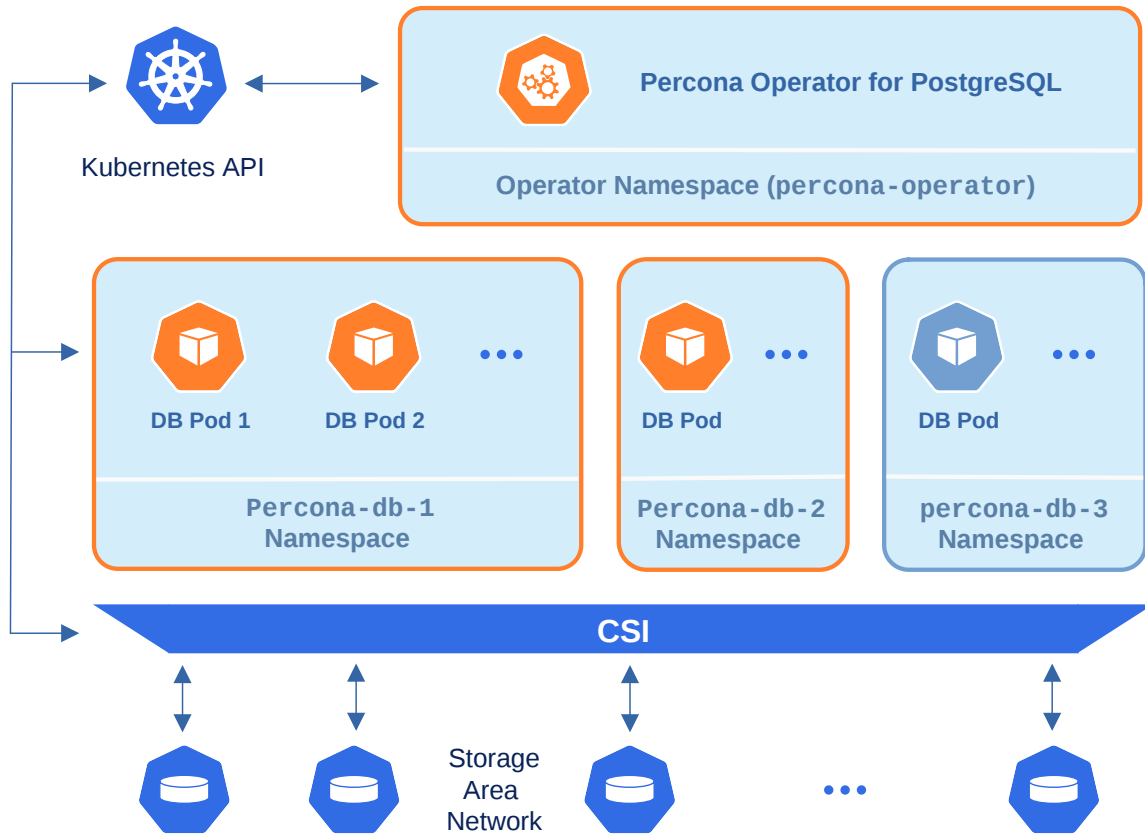 Percona Operator for PostgreSQL
Kubernetes API
Operator Namespace (percona-operator)
DB Pod 1
DB Pod 2
DB Pod
DB Pod
Percona-db-1
Namespace
Percona-db-2
Namespace
percona-db-3
Namespace
CSI
Storage
Area
Network